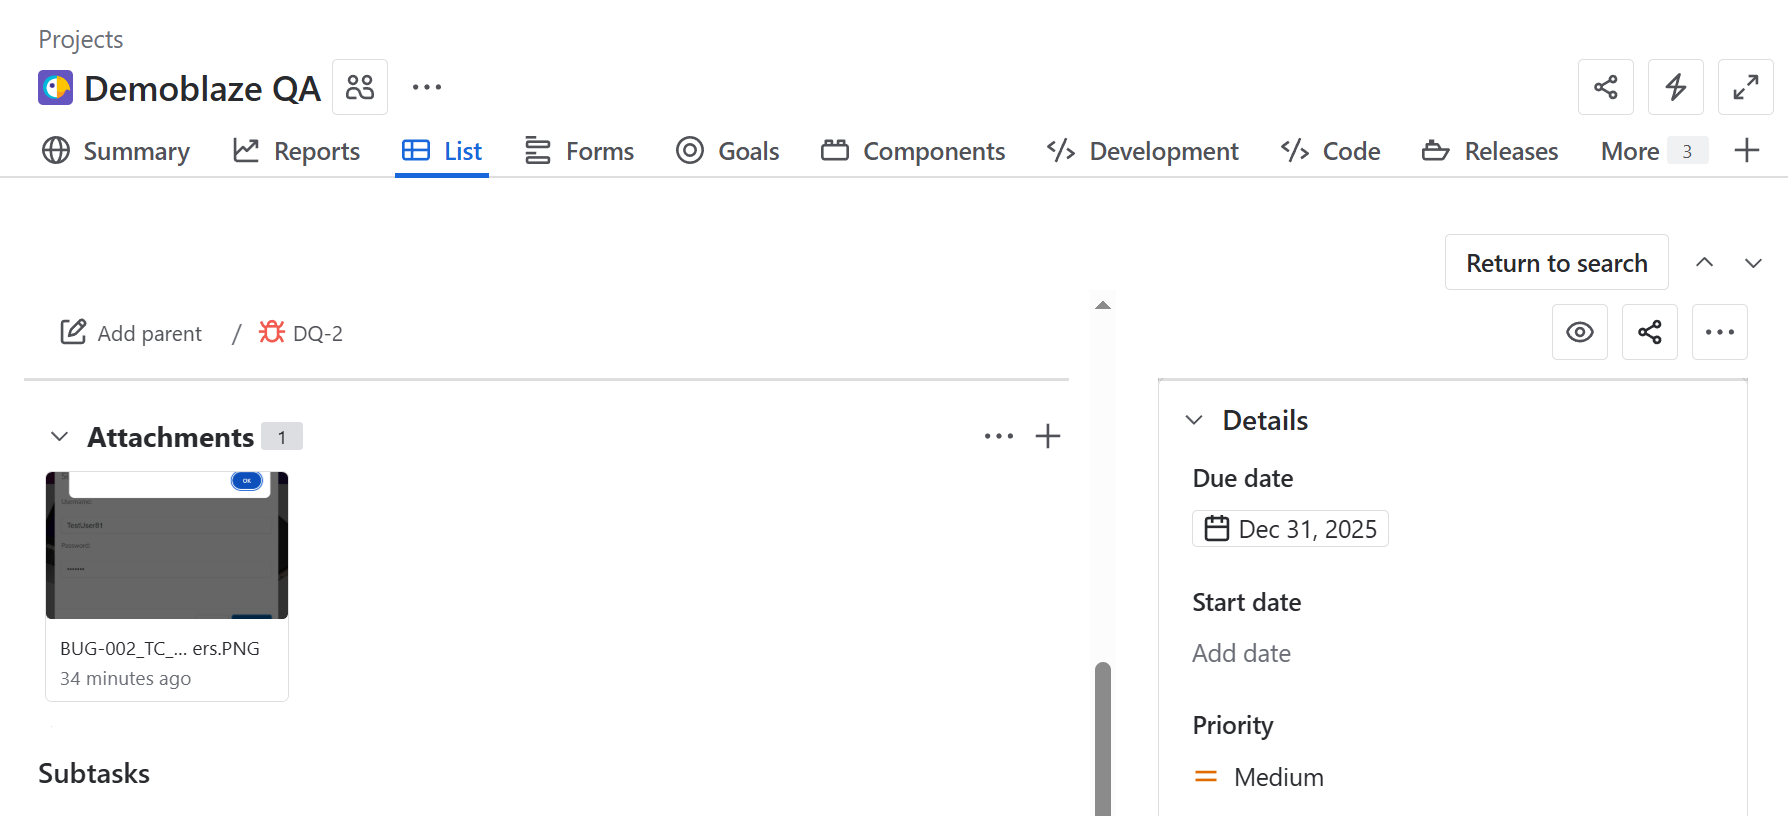 Projects
Demoblaze QA
Summary Reports List Forms Goals Components Development Code Releases More 3
Return to search
Add parent / DQ-2
Attachments 1
OK
Username:
TestUser81
Password:
BUG-002_TC_... ers.PNG
34 minutes ago
Subtasks
Details
Due date
Dec 31, 2025
Start date
Add date
Priority
Medium